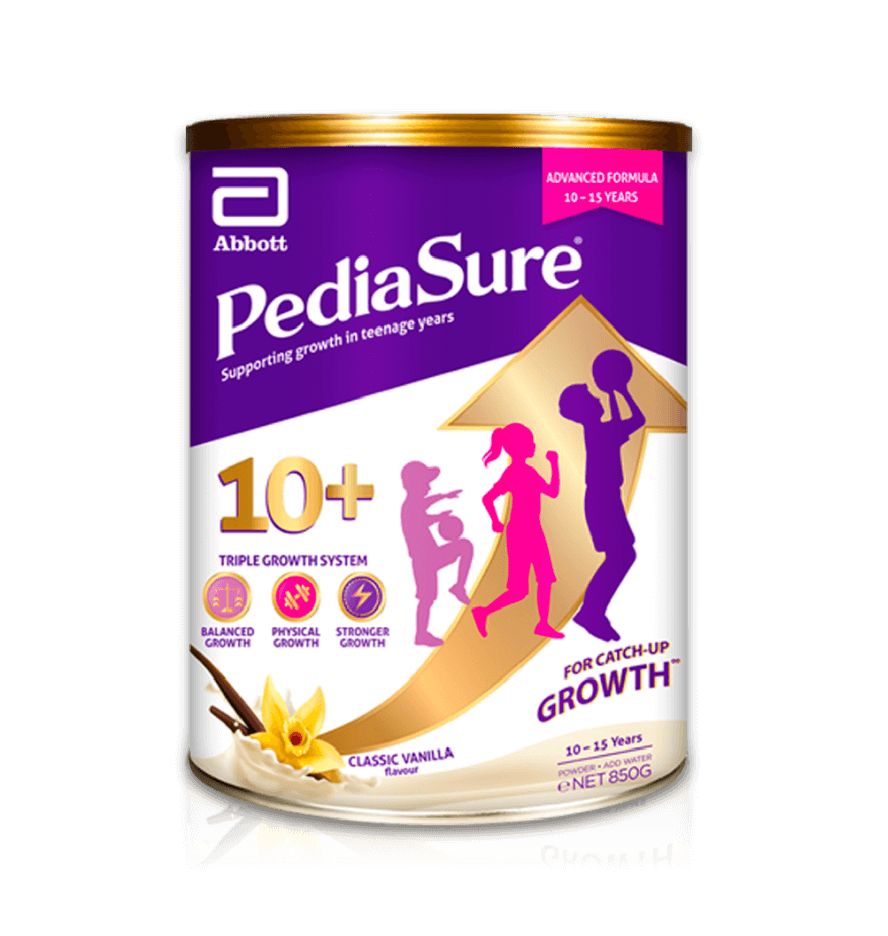 Abbott
ADVANCED FORMULA
10 – 15 YEARS
PediaSure®
Supporting growth in teenage years
10+
TRIPLE GROWTH SYSTEM
BALANCED GROWTH
PHYSICAL GROWTH
STRONGER GROWTH
FOR CATCH-UP
GROWTH
CLASSIC VANILLA
flavour
10 – 15 Years
POWDER • ADD WATER
e NET 850G